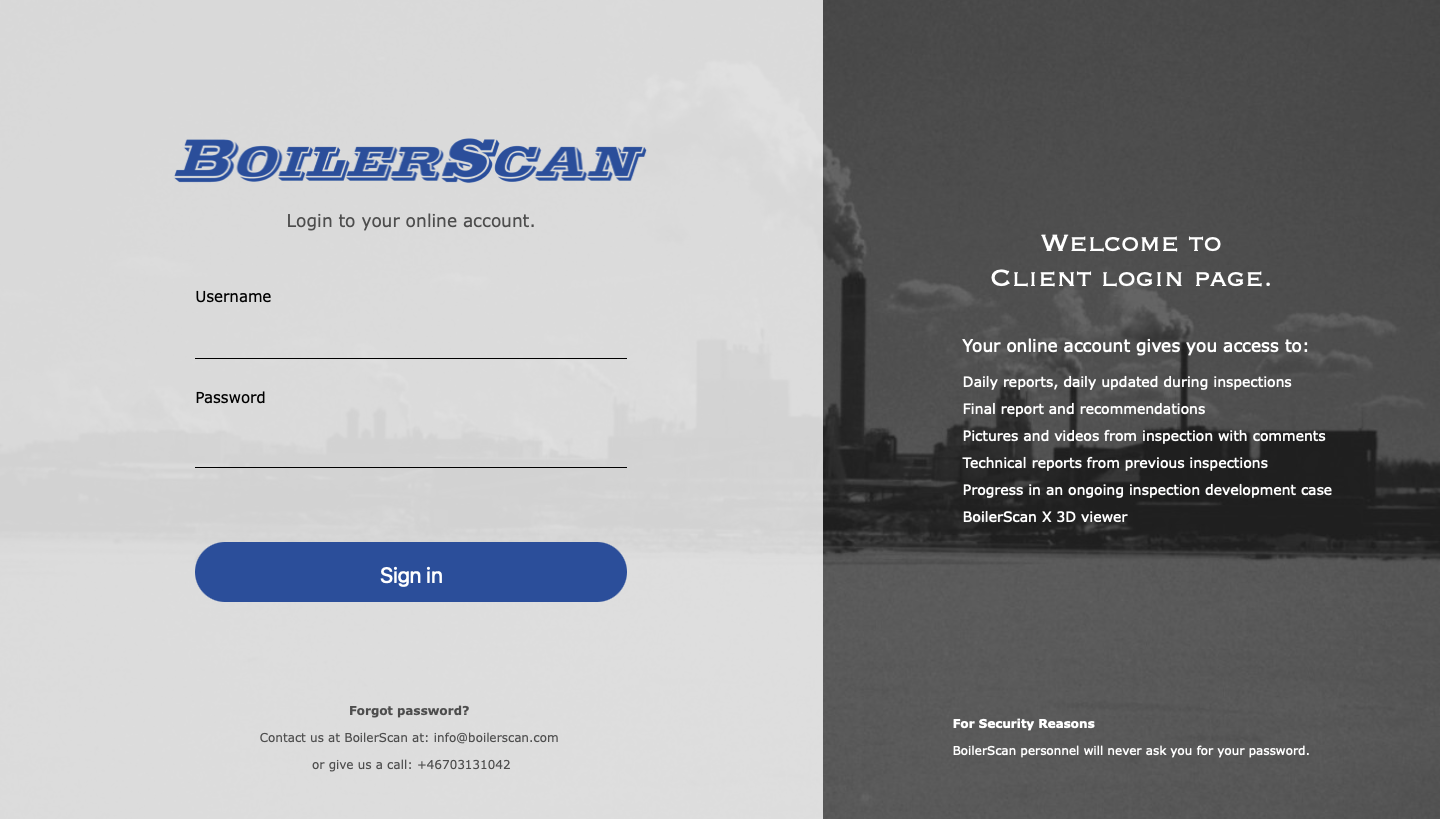 BoilerScan
Login to your online account.
Username
Password
Sign in
Forgot password?
Contact us at BoilerScan at: info@boilerscan.com
or give us a call: +46703131042
Welcome to
Client login page.
Your online account gives you access to:
Daily reports, daily updated during inspections
Final report and recommendations
Pictures and videos from inspection with comments
Technical reports from previous inspections
Progress in an ongoing inspection development case
BoilerScan X 3D viewer
For Security Reasons
BoilerScan personnel will never ask you for your password.